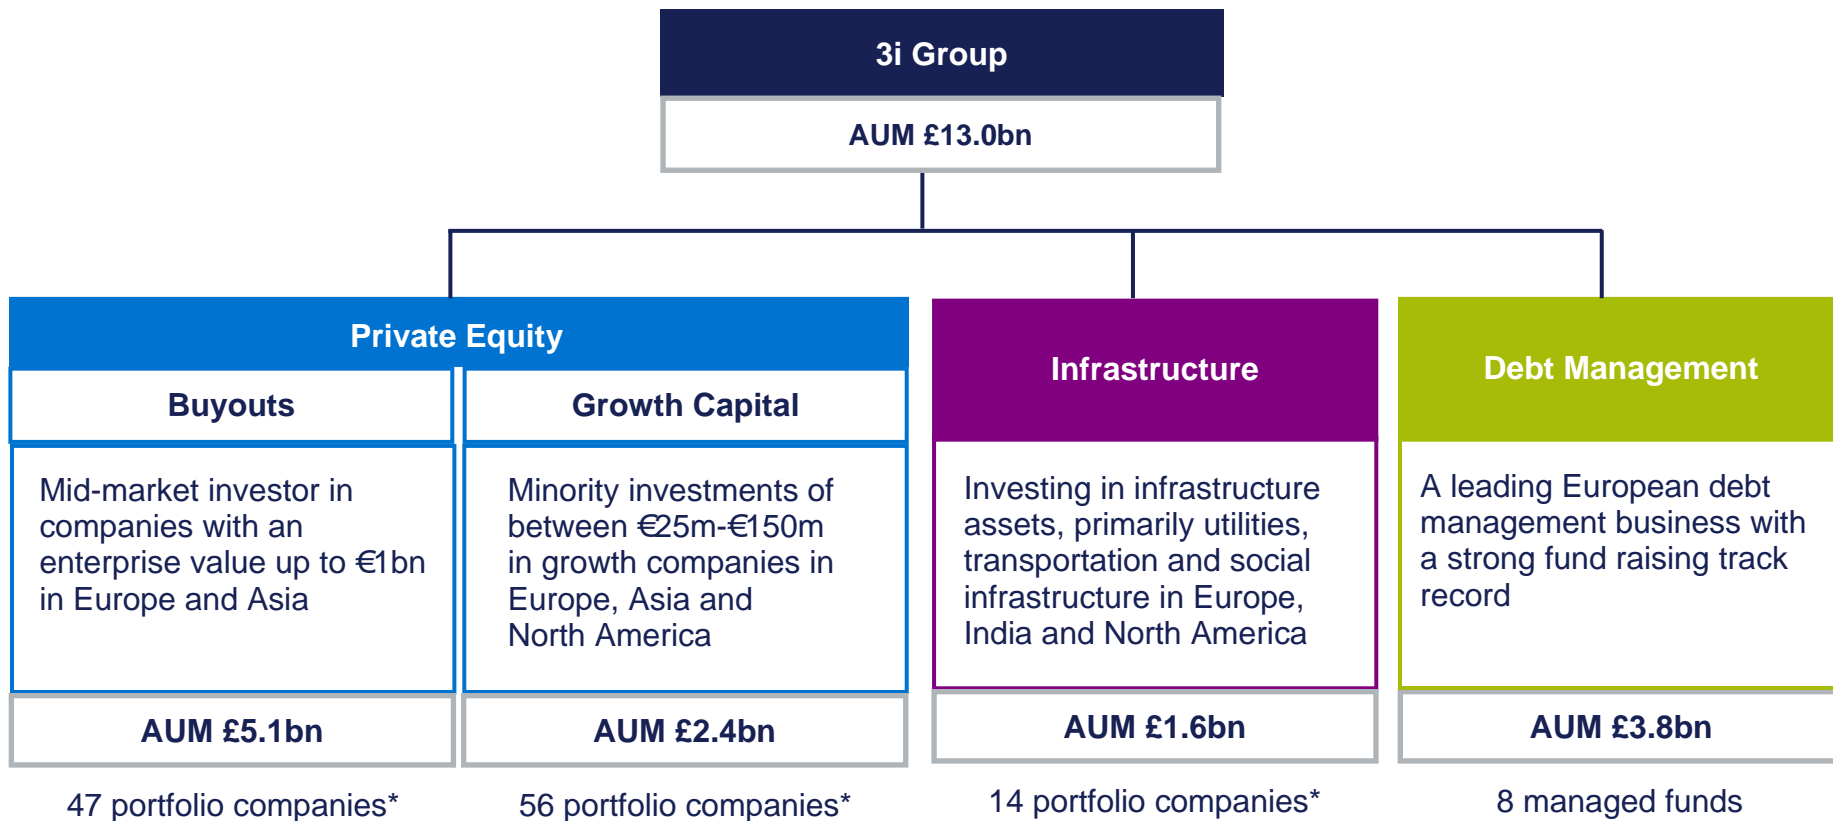 3i Group
AUM £13.0bn
Private Equity
Buyouts
Mid-market investor in
companies with an
enterprise value up to €1bn
in Europe and Asia
AUM £5.1bn
47 portfolio companies*
Growth Capital
Minority investments of
between €25m-€150m
in growth companies in
Europe, Asia and
North America
AUM £2.4bn
56 portfolio companies*
Infrastructure
Investing in infrastructure
assets, primarily utilities,
transportation and social
infrastructure in Europe,
India and North America
AUM £1.6bn
14 portfolio companies*
Debt Management
A leading European debt
management business with
a strong fund raising track
record
AUM £3.8bn
8 managed funds